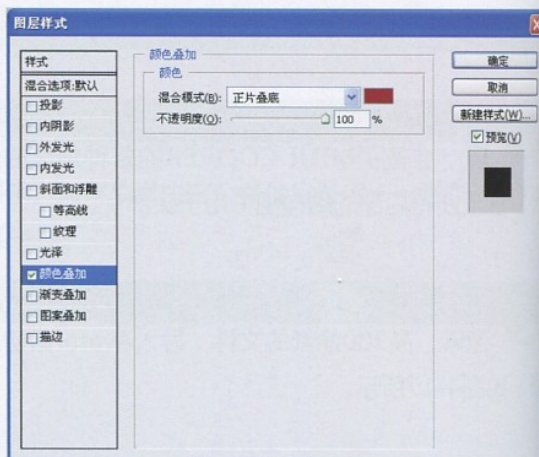 图层样式
样式
混合选项:默认
投影
内阴影
外发光
内发光
斜面和浮雕
等高线
纹理
光泽
颜色叠加
渐变叠加
图案叠加
描边
颜色叠加
颜色
混合模式(B): 正片叠底
不透明度(O): 100 %
确定
取消
新建样式(W)...
预览(V)